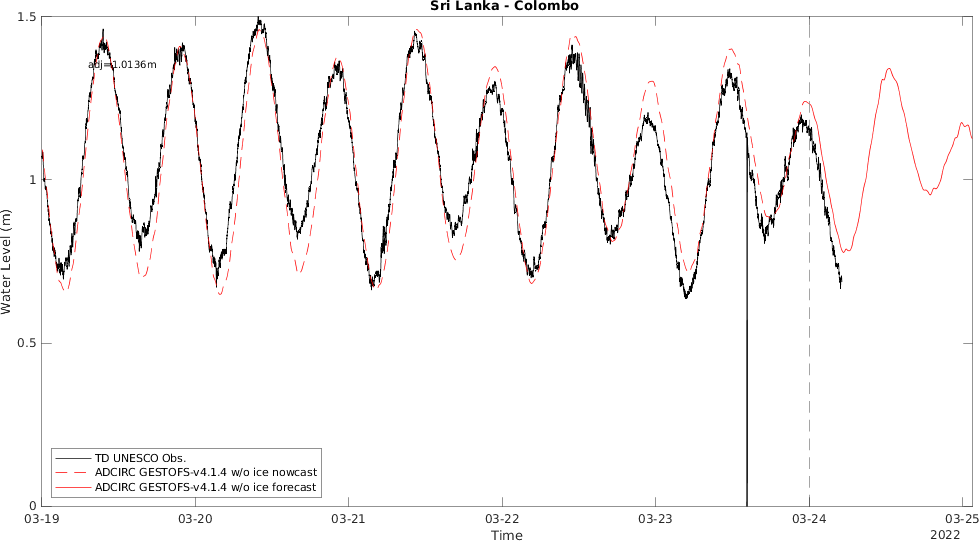 Sri Lanka - Colombo
1.5
adj=1.0136m
1
Water Level (m)
0.5
TD UNESCO Obs.
ADCIRC GESTOFS-v4.1.4 w/o ice nowcast
ADCIRC GESTOFS-v4.1.4 w/o ice forecast
0
03-19 03-20 03-21 03-22 03-23 03-24 03-25
Time 2022